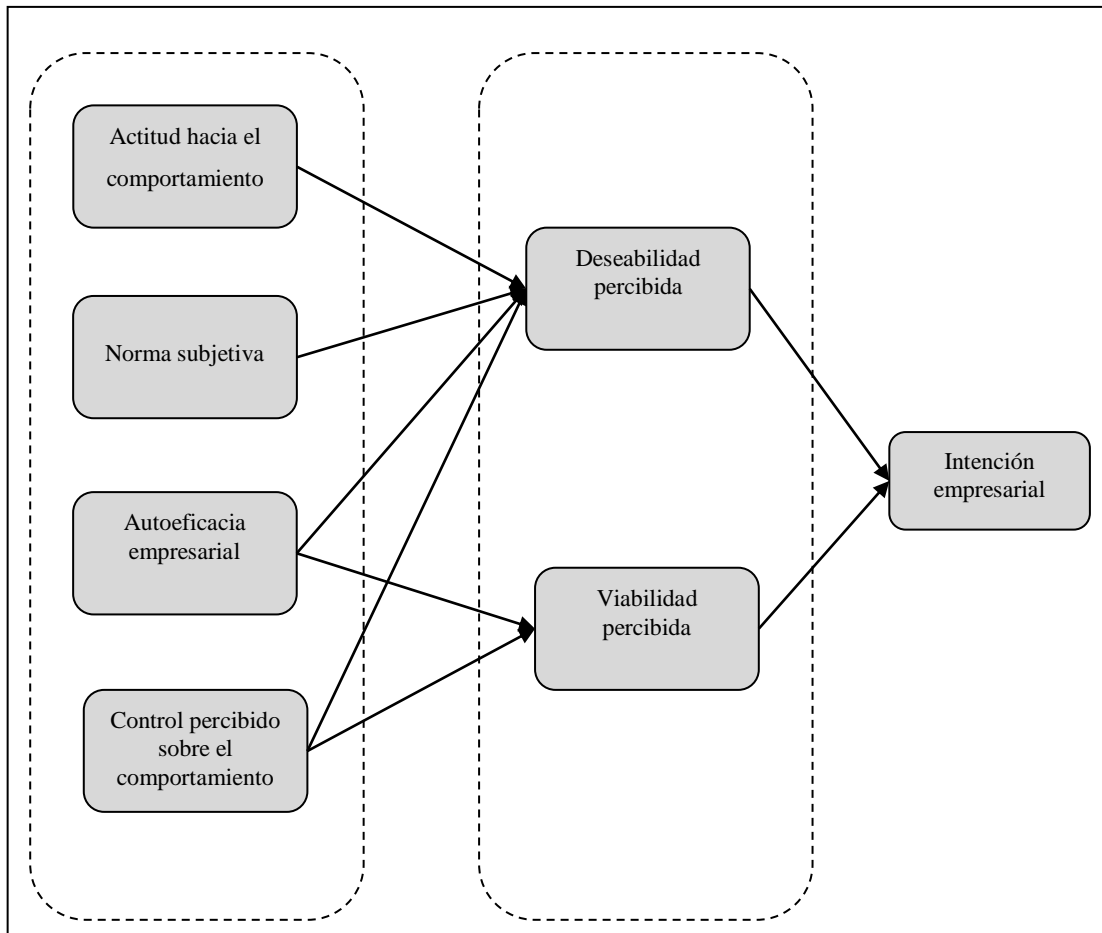 Actitud hacia el
comportamiento
Norma subjetiva
Autoeficacia
empresarial
Control percibido
sobre el
comportamiento
Deseabilidad
percibida
Viabilidad
percibida
Intención
empresarial